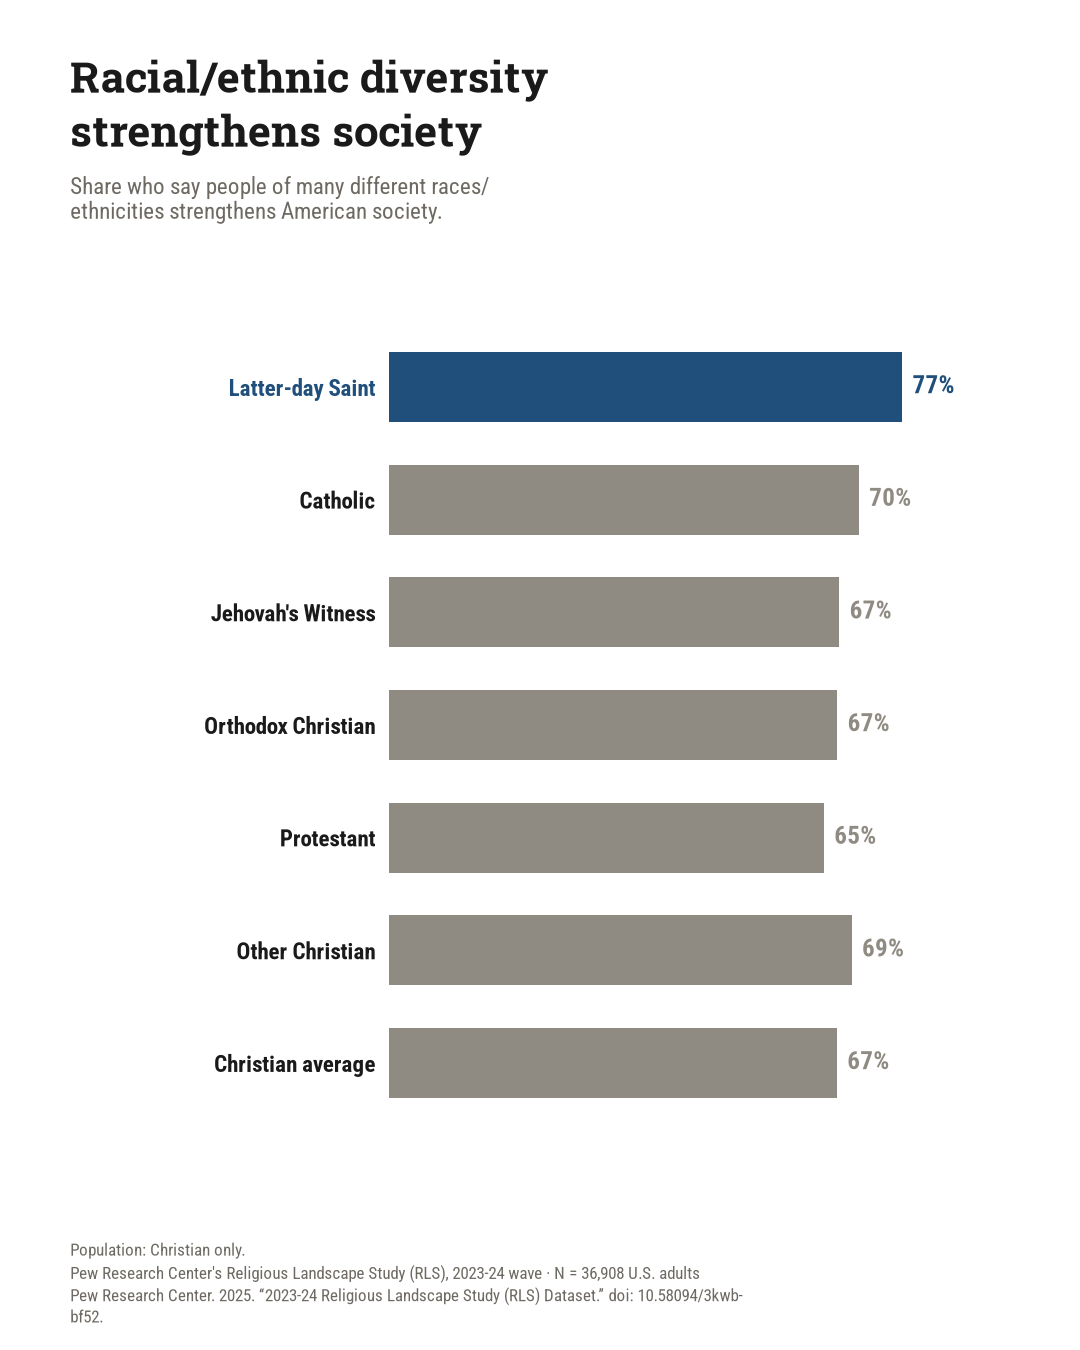 Racial/ethnic diversity
strengthens society
Share who say people of many different races/
ethnicities strengthens American society.
Latter-day Saint 77%
Catholic 70%
Jehovah's Witness 67%
Orthodox Christian 67%
Protestant 65%
Other Christian 69%
Christian average 67%
Population: Christian only.
Pew Research Center's Religious Landscape Study (RLS), 2023-24 wave · N = 36,908 U.S. adults
Pew Research Center. 2025. “2023-24 Religious Landscape Study (RLS) Dataset.” doi: 10.58094/3kwb-
bf52.